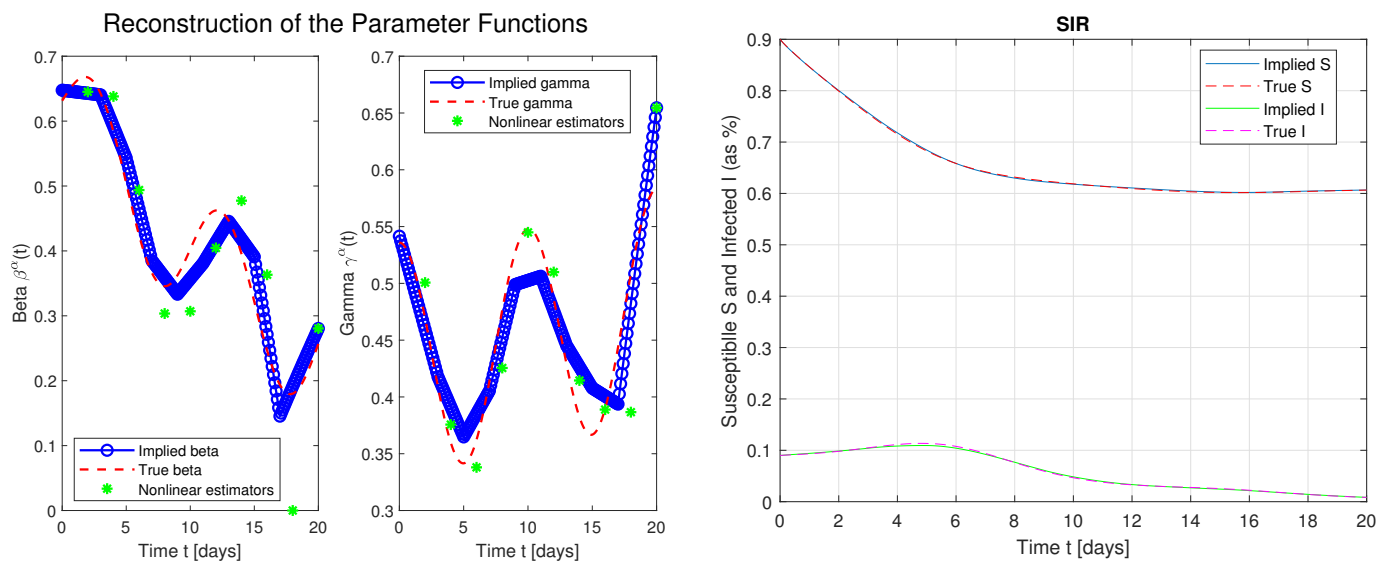 Reconstruction of the Parameter Functions
0.7
0.6
0.5
0.4
0.3
0.2
0.1
0
Beta β^α(t)
Implied beta
True beta
Nonlinear estimators
0 5 10 15 20
Time t [days]
0.7
0.65
0.6
0.55
0.5
0.45
0.4
0.35
0.3
Gamma γ^α(t)
Implied gamma
True gamma
Nonlinear estimators
0 5 10 15 20
Time t [days]
SIR
0.9
0.8
0.7
0.6
0.5
0.4
0.3
0.2
0.1
0
Susceptiblle S and Infected I (as %)
Implied S
True S
Implied I
True I
0 2 4 6 8 10 12 14 16 18 20
Time t [days]